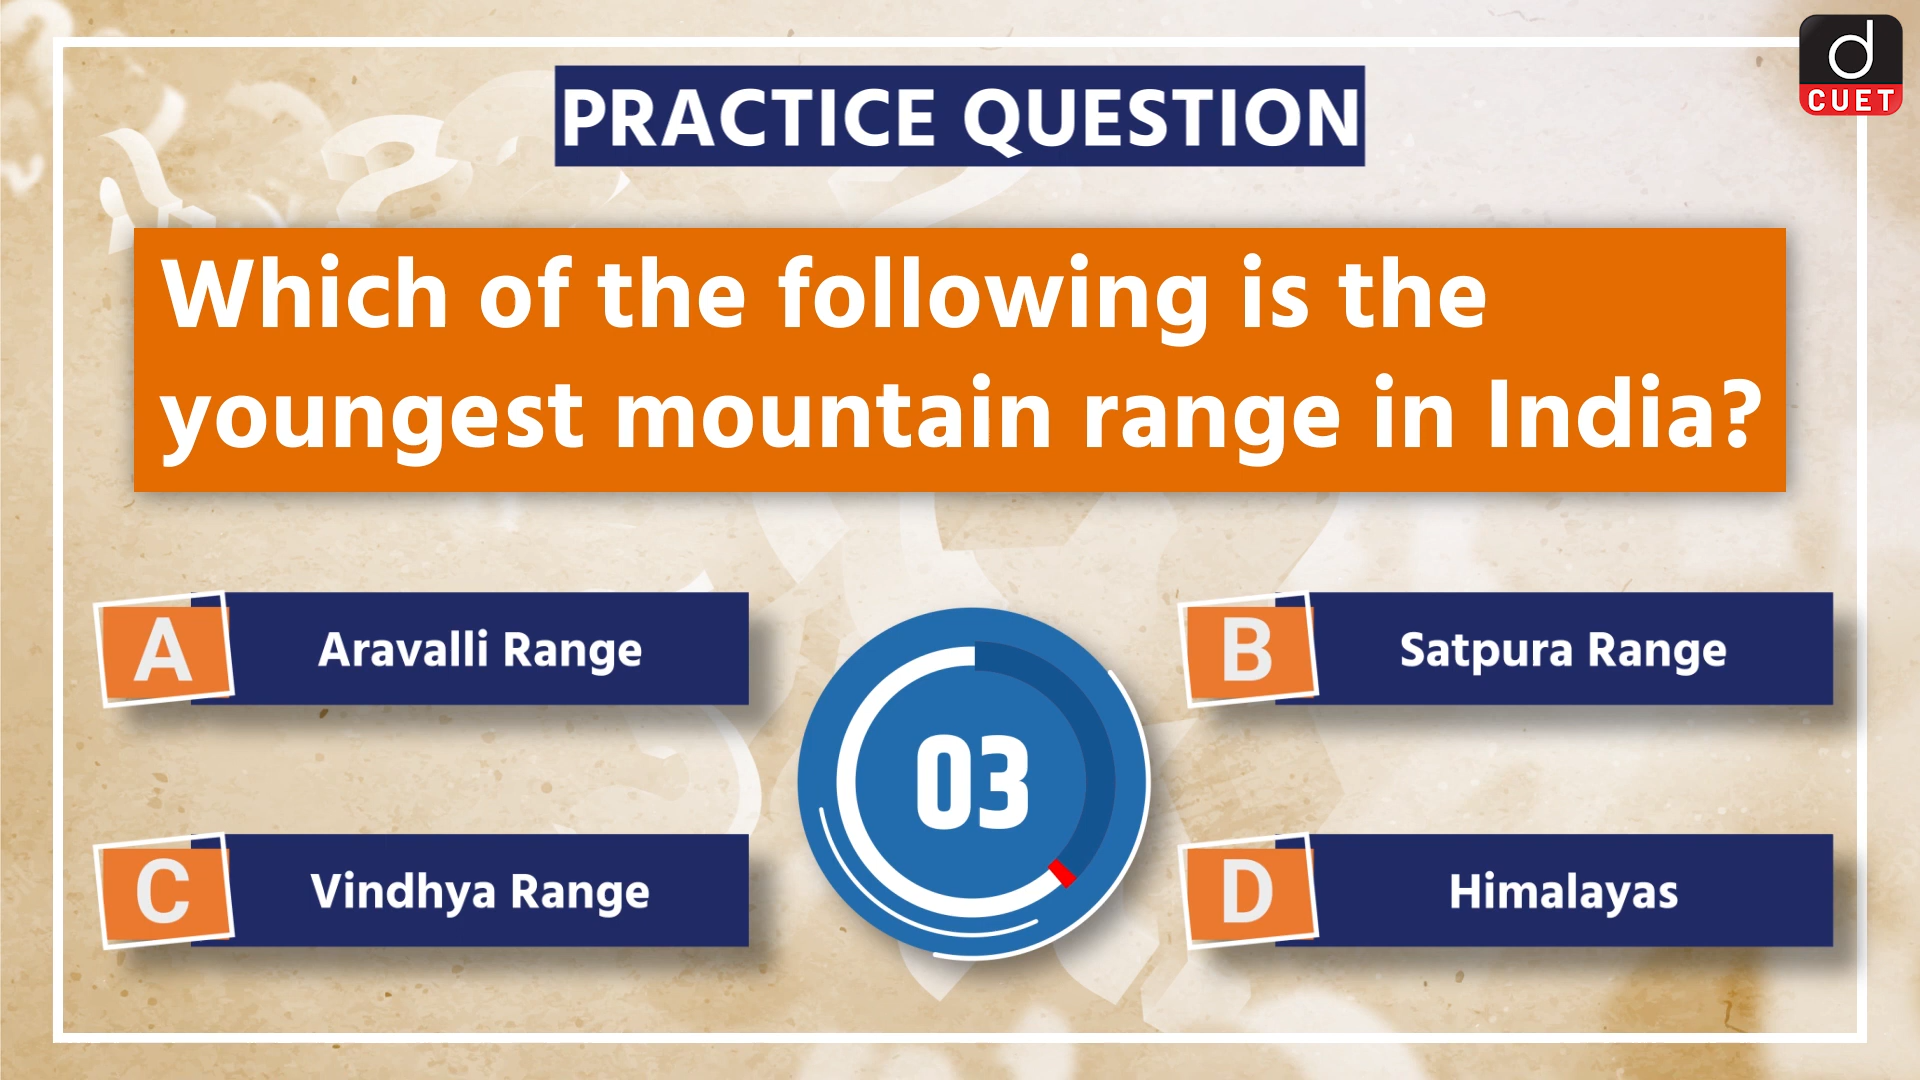 d
CUET
PRACTICE QUESTION
Which of the following is the
youngest mountain range in India?
A Aravalli Range
B Satpura Range
03
C Vindhya Range
D Himalayas